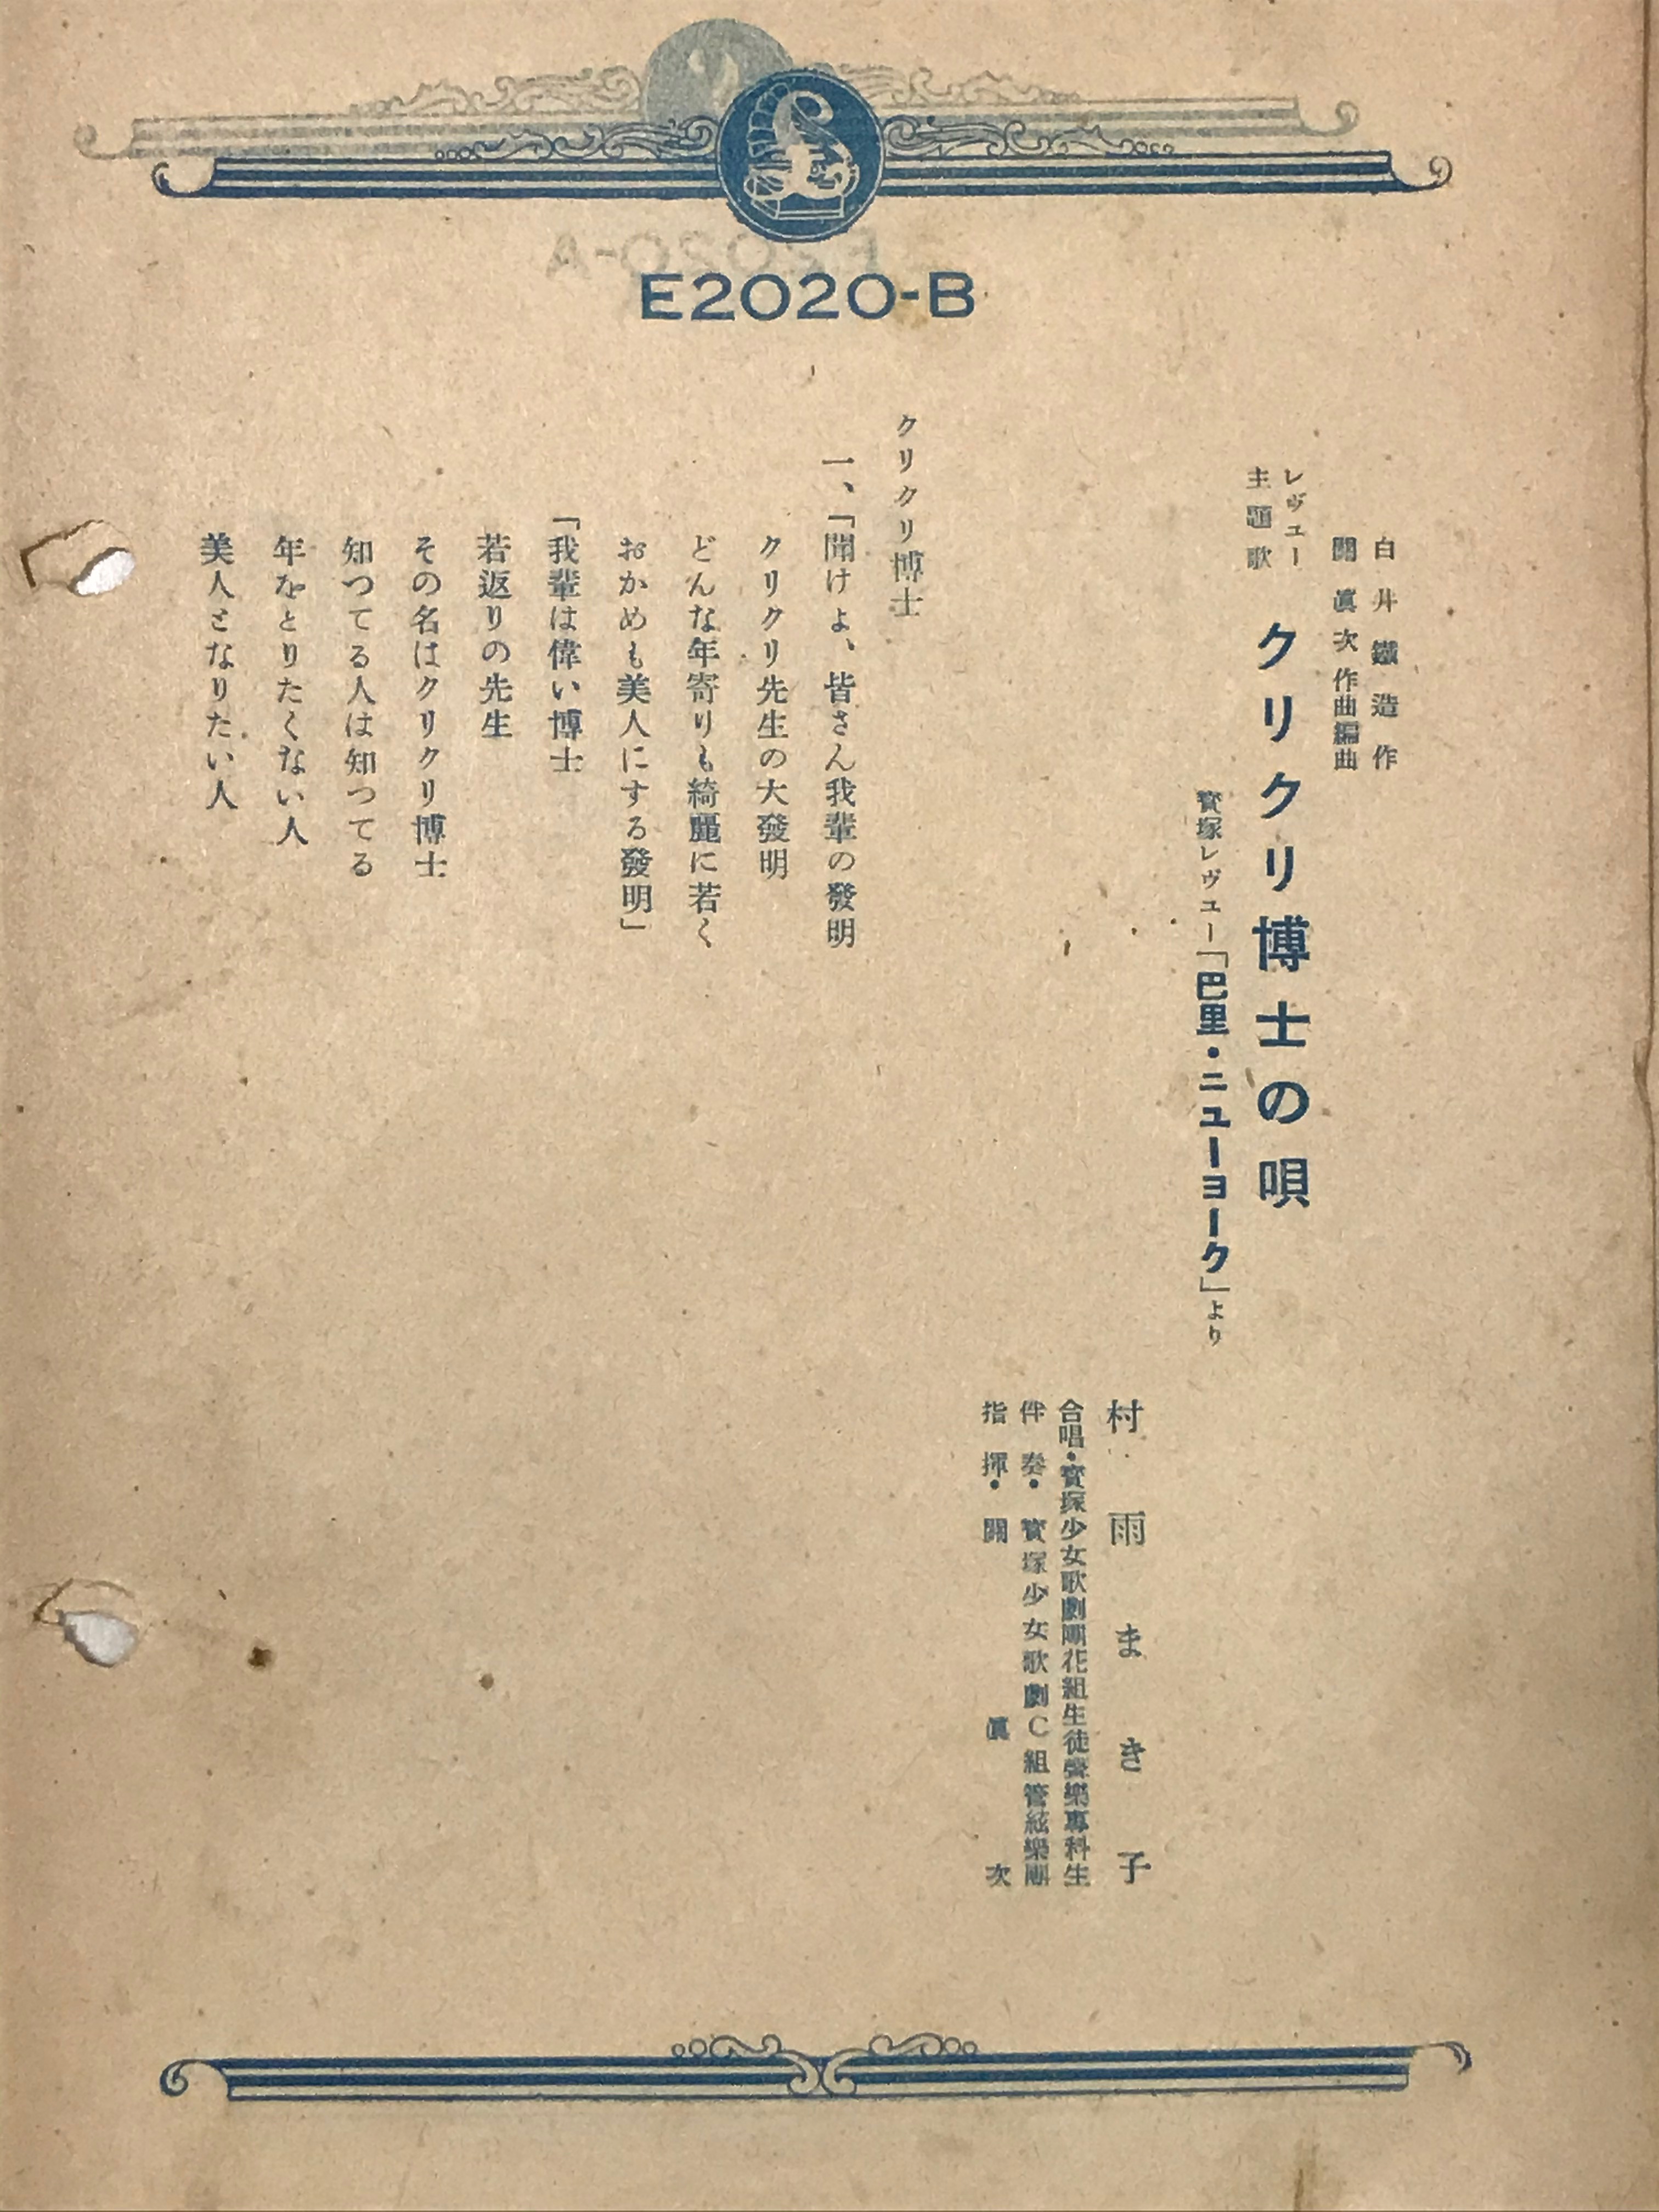 E2020-B
白井鐵造作
關眞次作曲編曲
レヴュー
主題歌
クリクリ博士の唄
寳塚レヴュー「巴里・ニューヨーク」より
村雨まき子
合唱・寳塚少女歌劇團花組生徒聲樂專科生
伴奏・寳塚少女歌劇C組管絃樂團
指揮・關眞次
クリクリ博士
一、「聞けよ、皆さん我輩の發明
クリクリ先生の大發明
どんな年寄りも綺麗に若く
おかめも美人にする發明」
「我輩は偉い博士
若返りの先生
その名はクリクリ博士
知つてる人は知つてる
年をとりたくない人
美人となりたい人